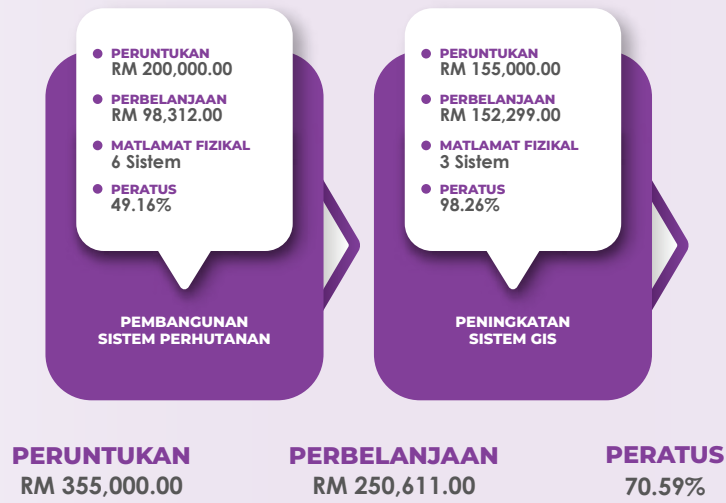 PERUNTUKAN
RM 200,000.00
PERBELANJAAN
RM 98,312.00
MATLAMAT FIZIKAL
6 Sistem
PERATUS
49.16%
PEMBANGUNAN
SISTEM PERHUTANAN
PERUNTUKAN
RM 155,000.00
PERBELANJAAN
RM 152,299.00
MATLAMAT FIZIKAL
3 Sistem
PERATUS
98.26%
PENINGKATAN
SISTEM GIS
PERUNTUKAN
RM 355,000.00
PERBELANJAAN
RM 250,611.00
PERATUS
70.59%